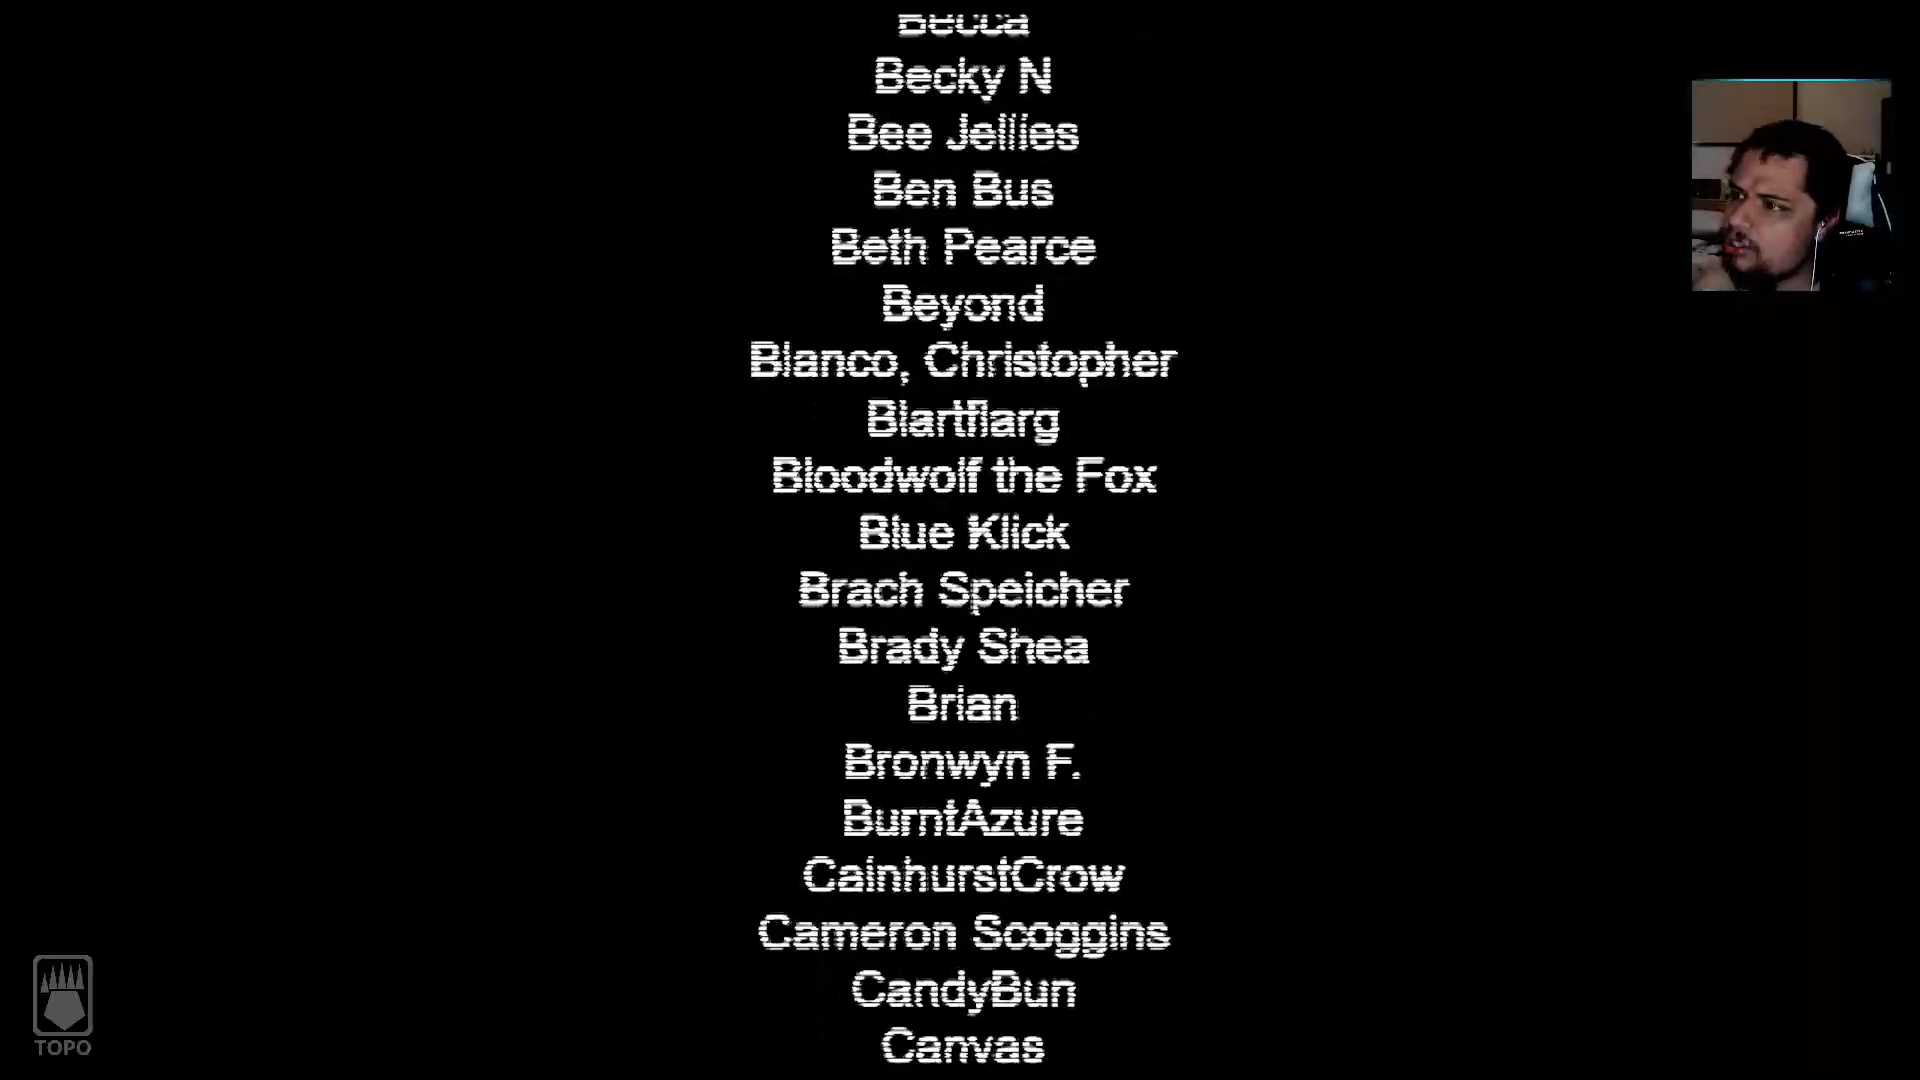 Becca
Becky N
Bee Jellies
Ben Bus
Beth Pearce
Beyond
Blanco, Christopher
Blartflarg
Bloodwolf the Fox
Blue Klick
Brach Speicher
Brady Shea
Brian
Bronwyn F.
BurntAzure
CainhurstCrow
Cameron Scoggins
CandyBun
Canvas
TOPO